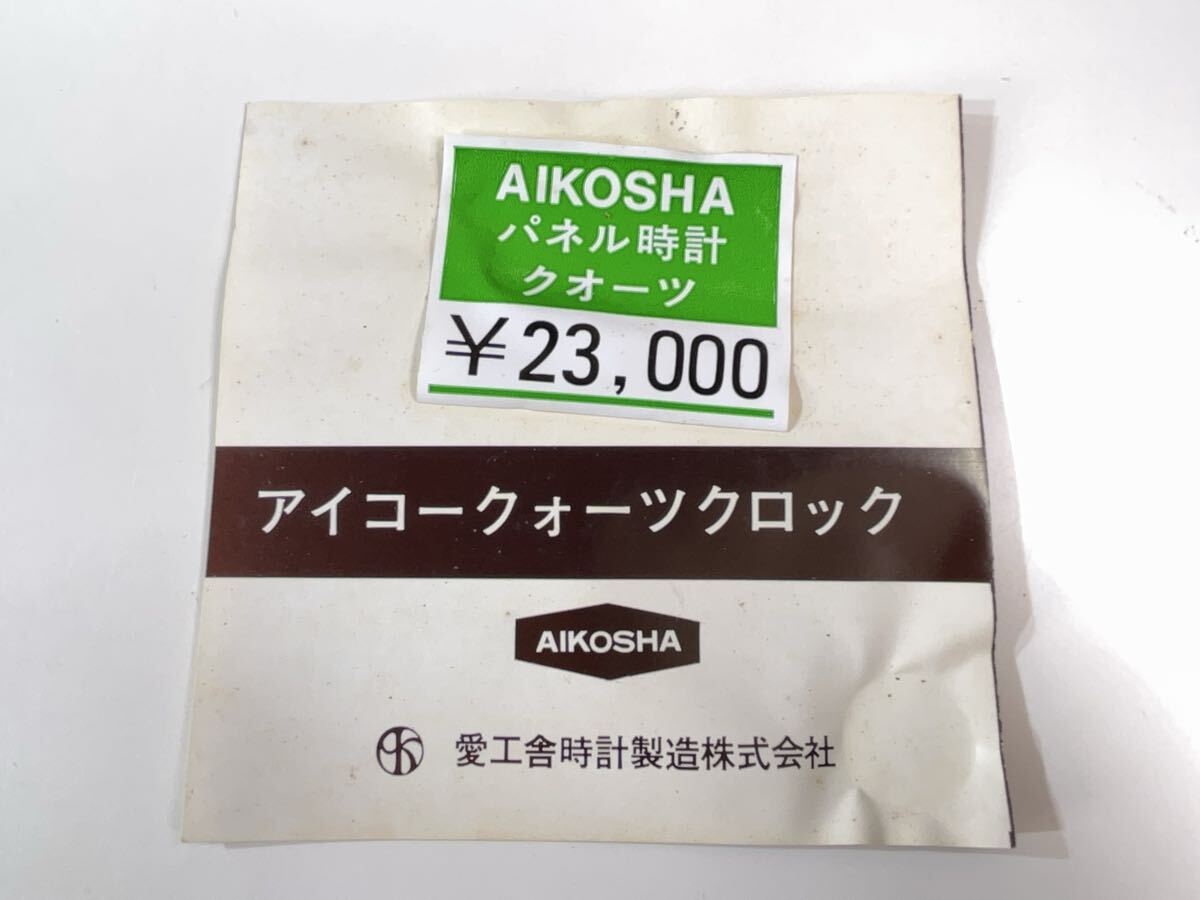 AIKOSHA
パネル時計
クオーツ
¥23,000
アイコークォーツクロック
AIKOSHA
愛工舎時計製造株式会社